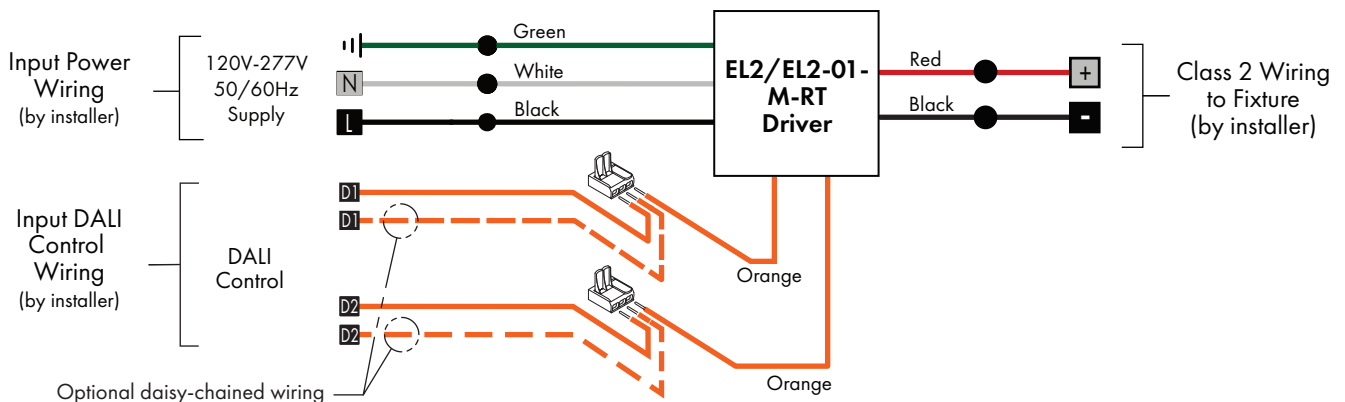 Input Power
Wiring
(by installer)
120V-277V
50/60Hz
Supply
N
L
Green
White
Black
EL2/EL2-01-
M-RT
Driver
Red
Black
+
-
Class 2 Wiring
to Fixture
(by installer)
Input DALI
Control
Wiring
(by installer)
DALI
Control
D1
D1
D2
D2
Orange
Orange
Optional daisy-chained wiring